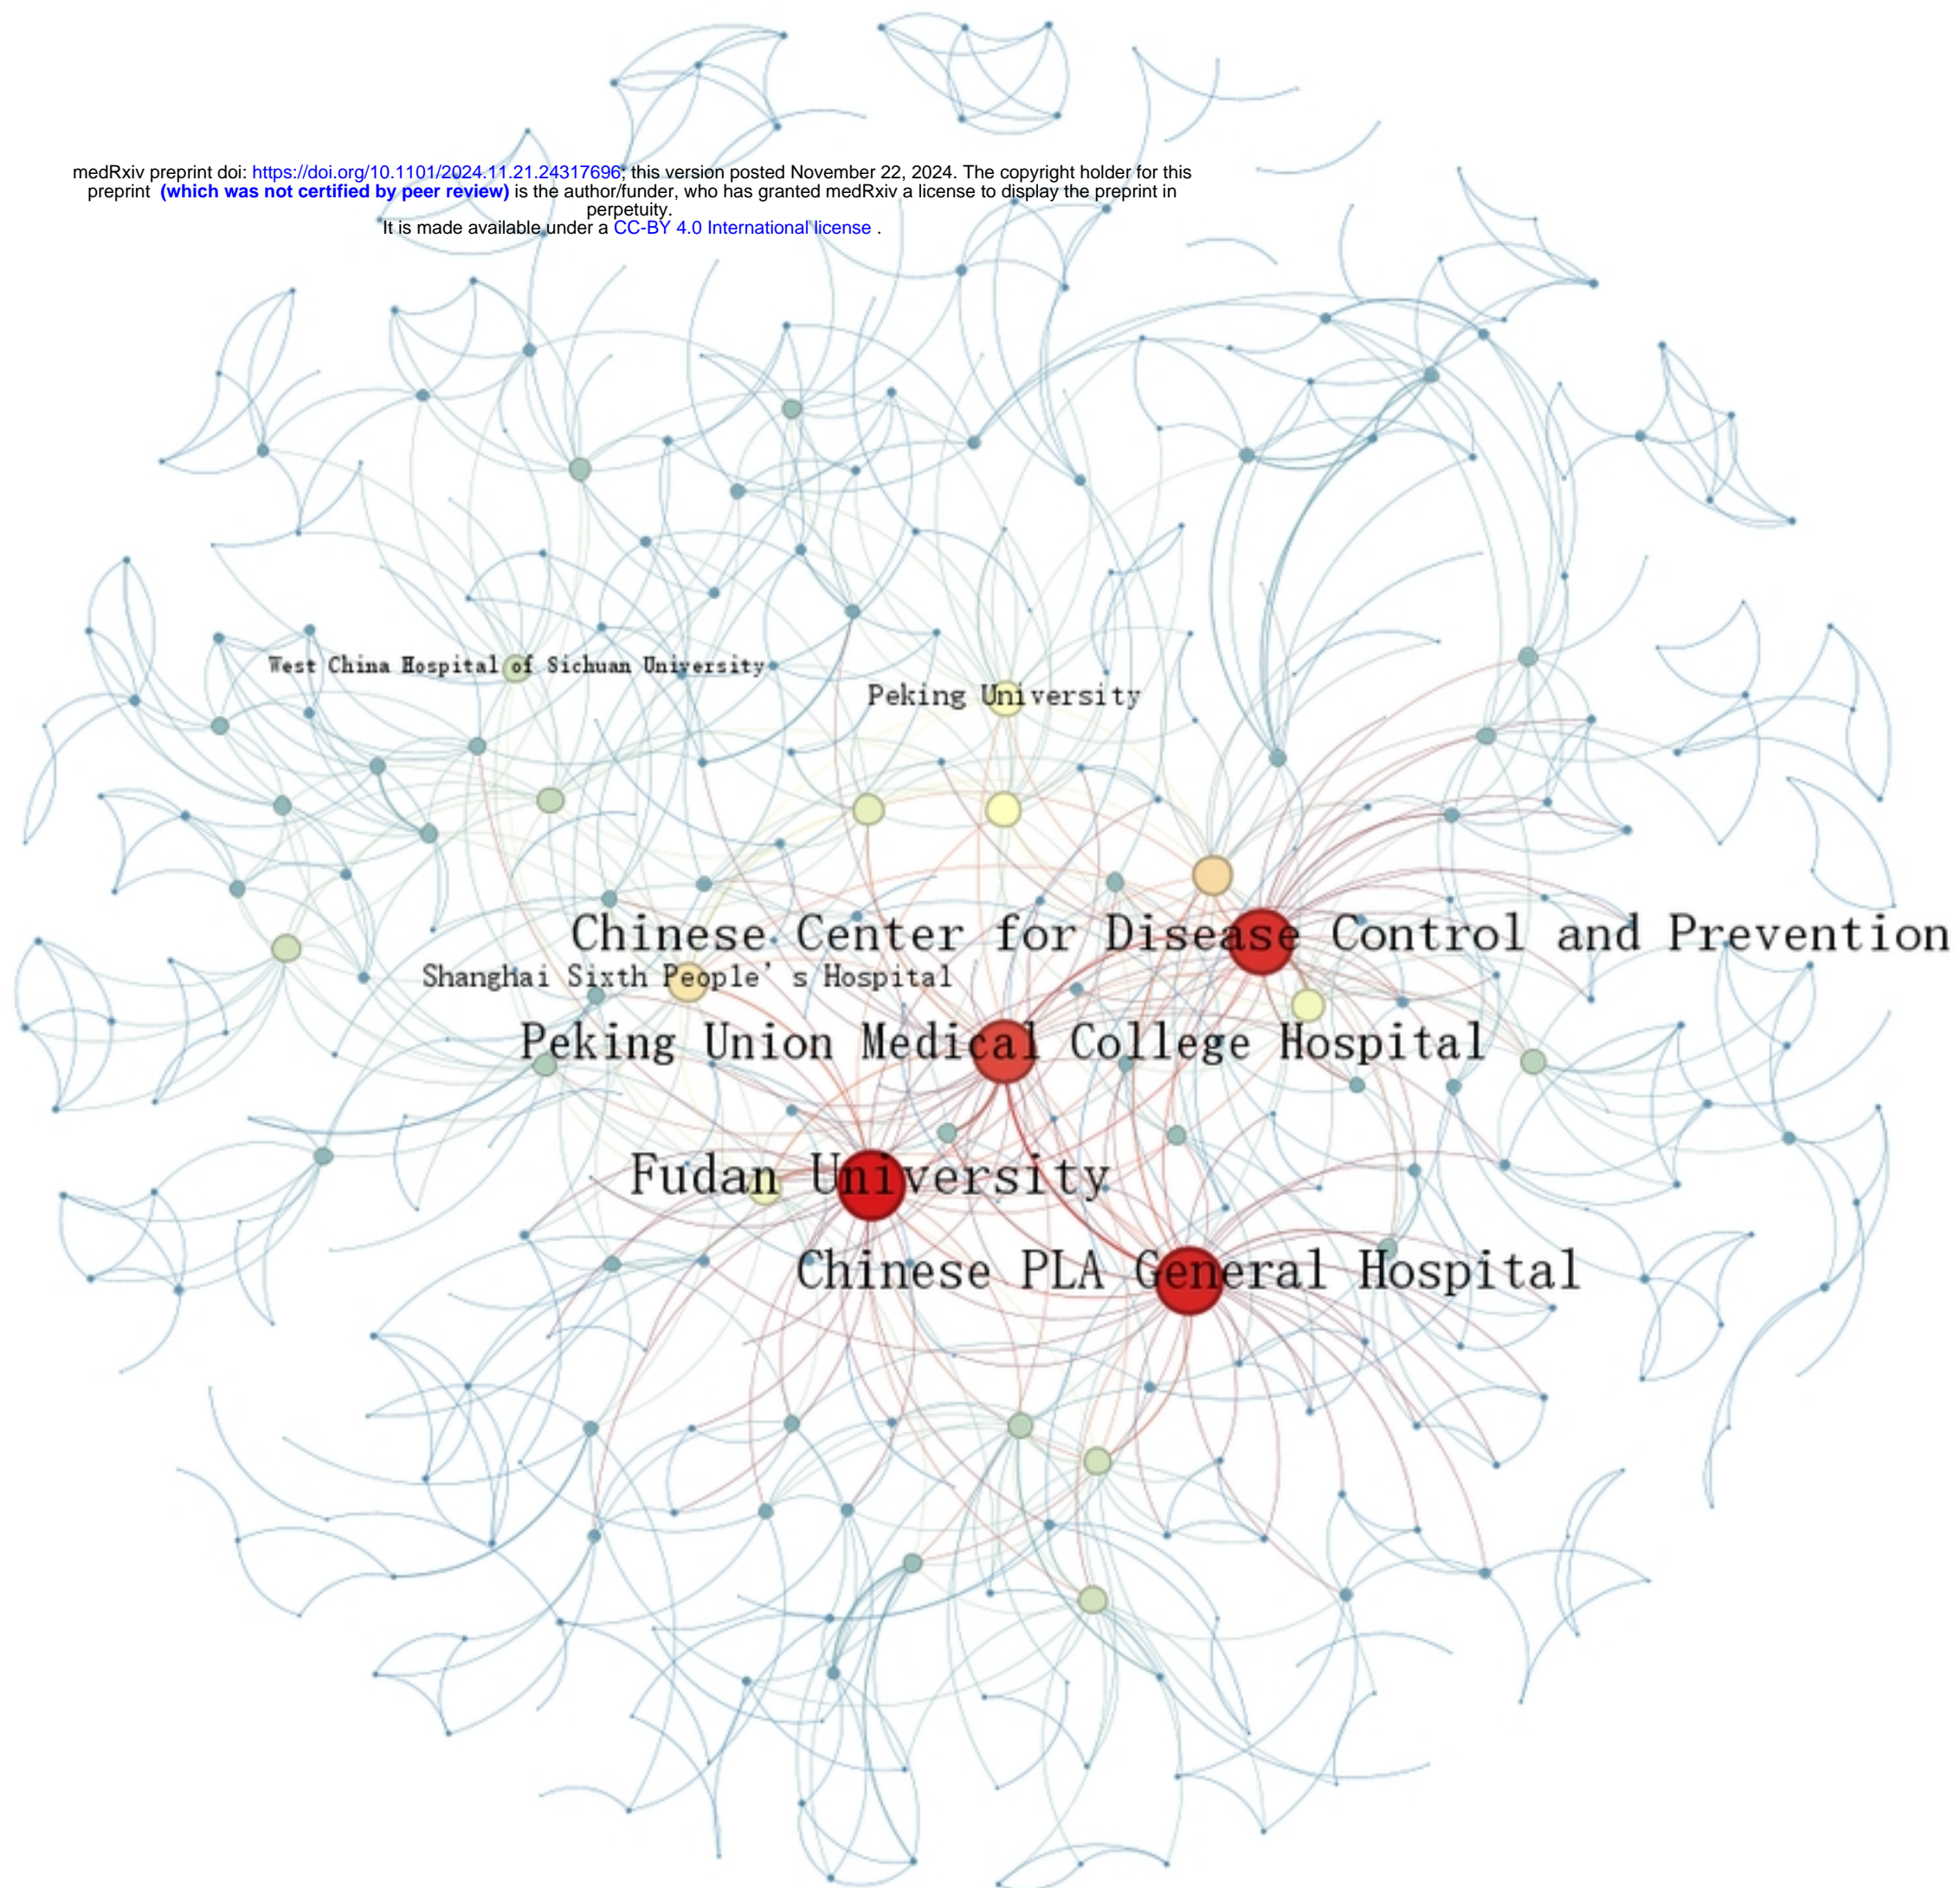 medRxiv preprint doi: https://doi.org/10.1101/2024.11.21.24317696; this version posted November 22, 2024. The copyright holder for this
preprint (which was not certified by peer review) is the author/funder, who has granted medRxiv a license to display the preprint in
perpetuity.
It is made available under a CC-BY 4.0 International license .
West China Hospital of Sichuan University
Peking University
Chinese Center for Disease Control and Prevention
Shanghai Sixth People's Hospital
Peking Union Medical College Hospital
Fudan University
Chinese PLA General Hospital